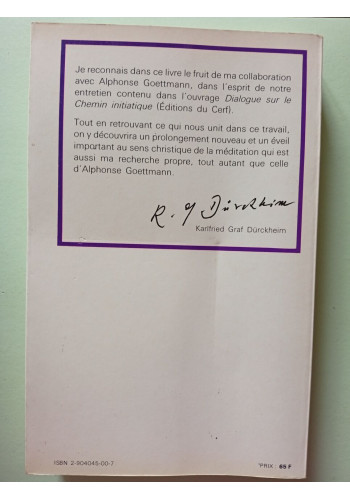 Je reconnais dans ce livre le fruit de ma collaboration
avec Alphonse Goettmann, dans l'esprit de notre
entretien contenu dans l'ouvrage Dialogue sur le
Chemin initiatique (Éditions du Cerf).
Tout en retrouvant ce qui nous unit dans ce travail,
on y découvrira un prolongement nouveau et un éveil
important au sens christique de la méditation qui est
aussi ma recherche propre, tout autant que celle
d'Alphonse Goettmann.
K. G Dürckheim
Karlfried Graf Dürckheim
ISBN 2-904045-00-7
PRIX : 65 F